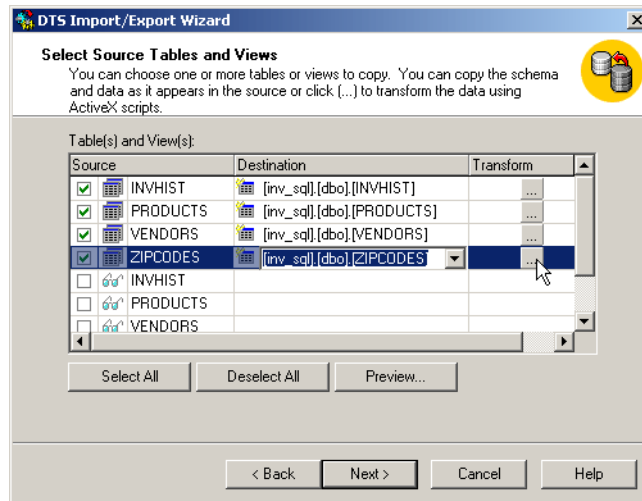 DTS Import/Export Wizard
Select Source Tables and Views
You can choose one or more tables or views to copy. You can copy the schema
and data as it appears in the source or click (...) to transform the data using
ActiveX scripts.
Table(s) and View(s):
Source Destination Transform
INVHIST [inv_sql].[dbo].[INVHIST] ...
PRODUCTS [inv_sql].[dbo].[PRODUCTS] ...
VENDORS [inv_sql].[dbo].[VENDORS] ...
ZIPCODES [inv_sql].[dbo].[ZIPCODES] ...
INVHIST
PRODUCTS
VENDORS
Select All Deselect All Preview...
< Back Next > Cancel Help